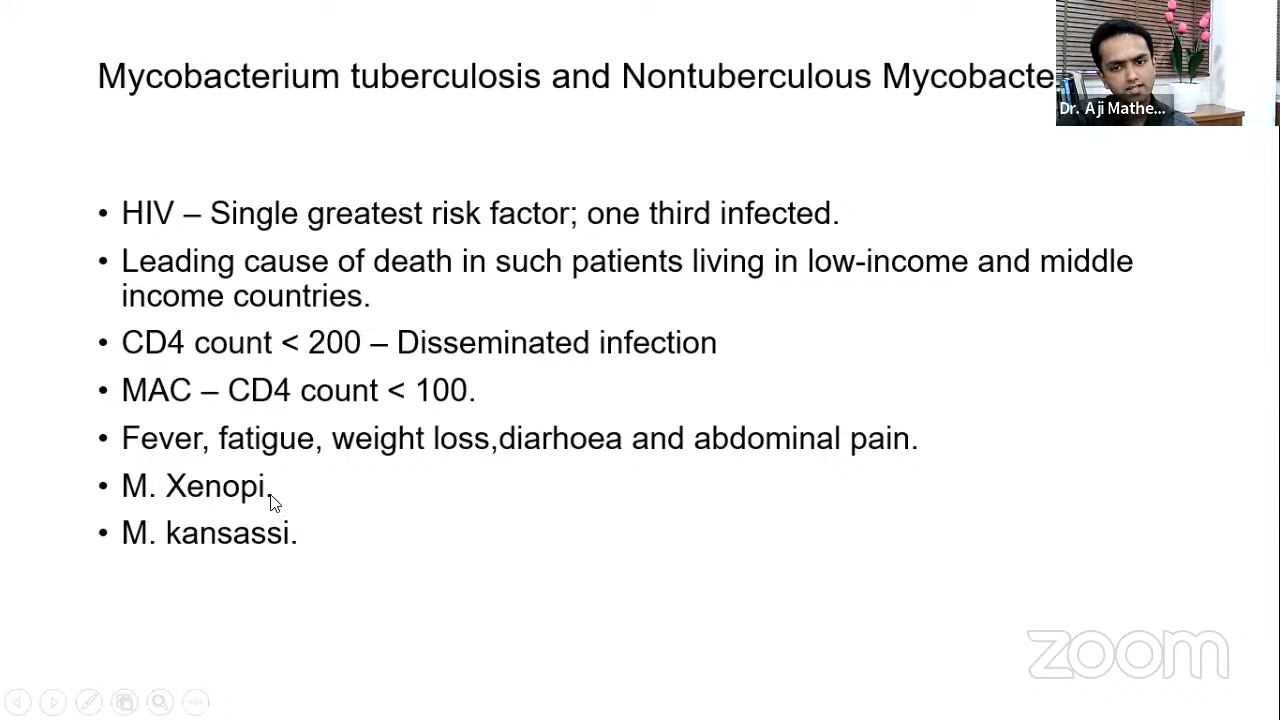 Mycobacterium tuberculosis and Nontuberculous Mycobacte
Dr. Aji Mathe...
• HIV – Single greatest risk factor; one third infected.
• Leading cause of death in such patients living in low-income and middle
income countries.
• CD4 count < 200 – Disseminated infection
• MAC – CD4 count < 100.
• Fever, fatigue, weight loss,diarhoea and abdominal pain.
• M. Xenopi.
• M. kansassi.
zoom